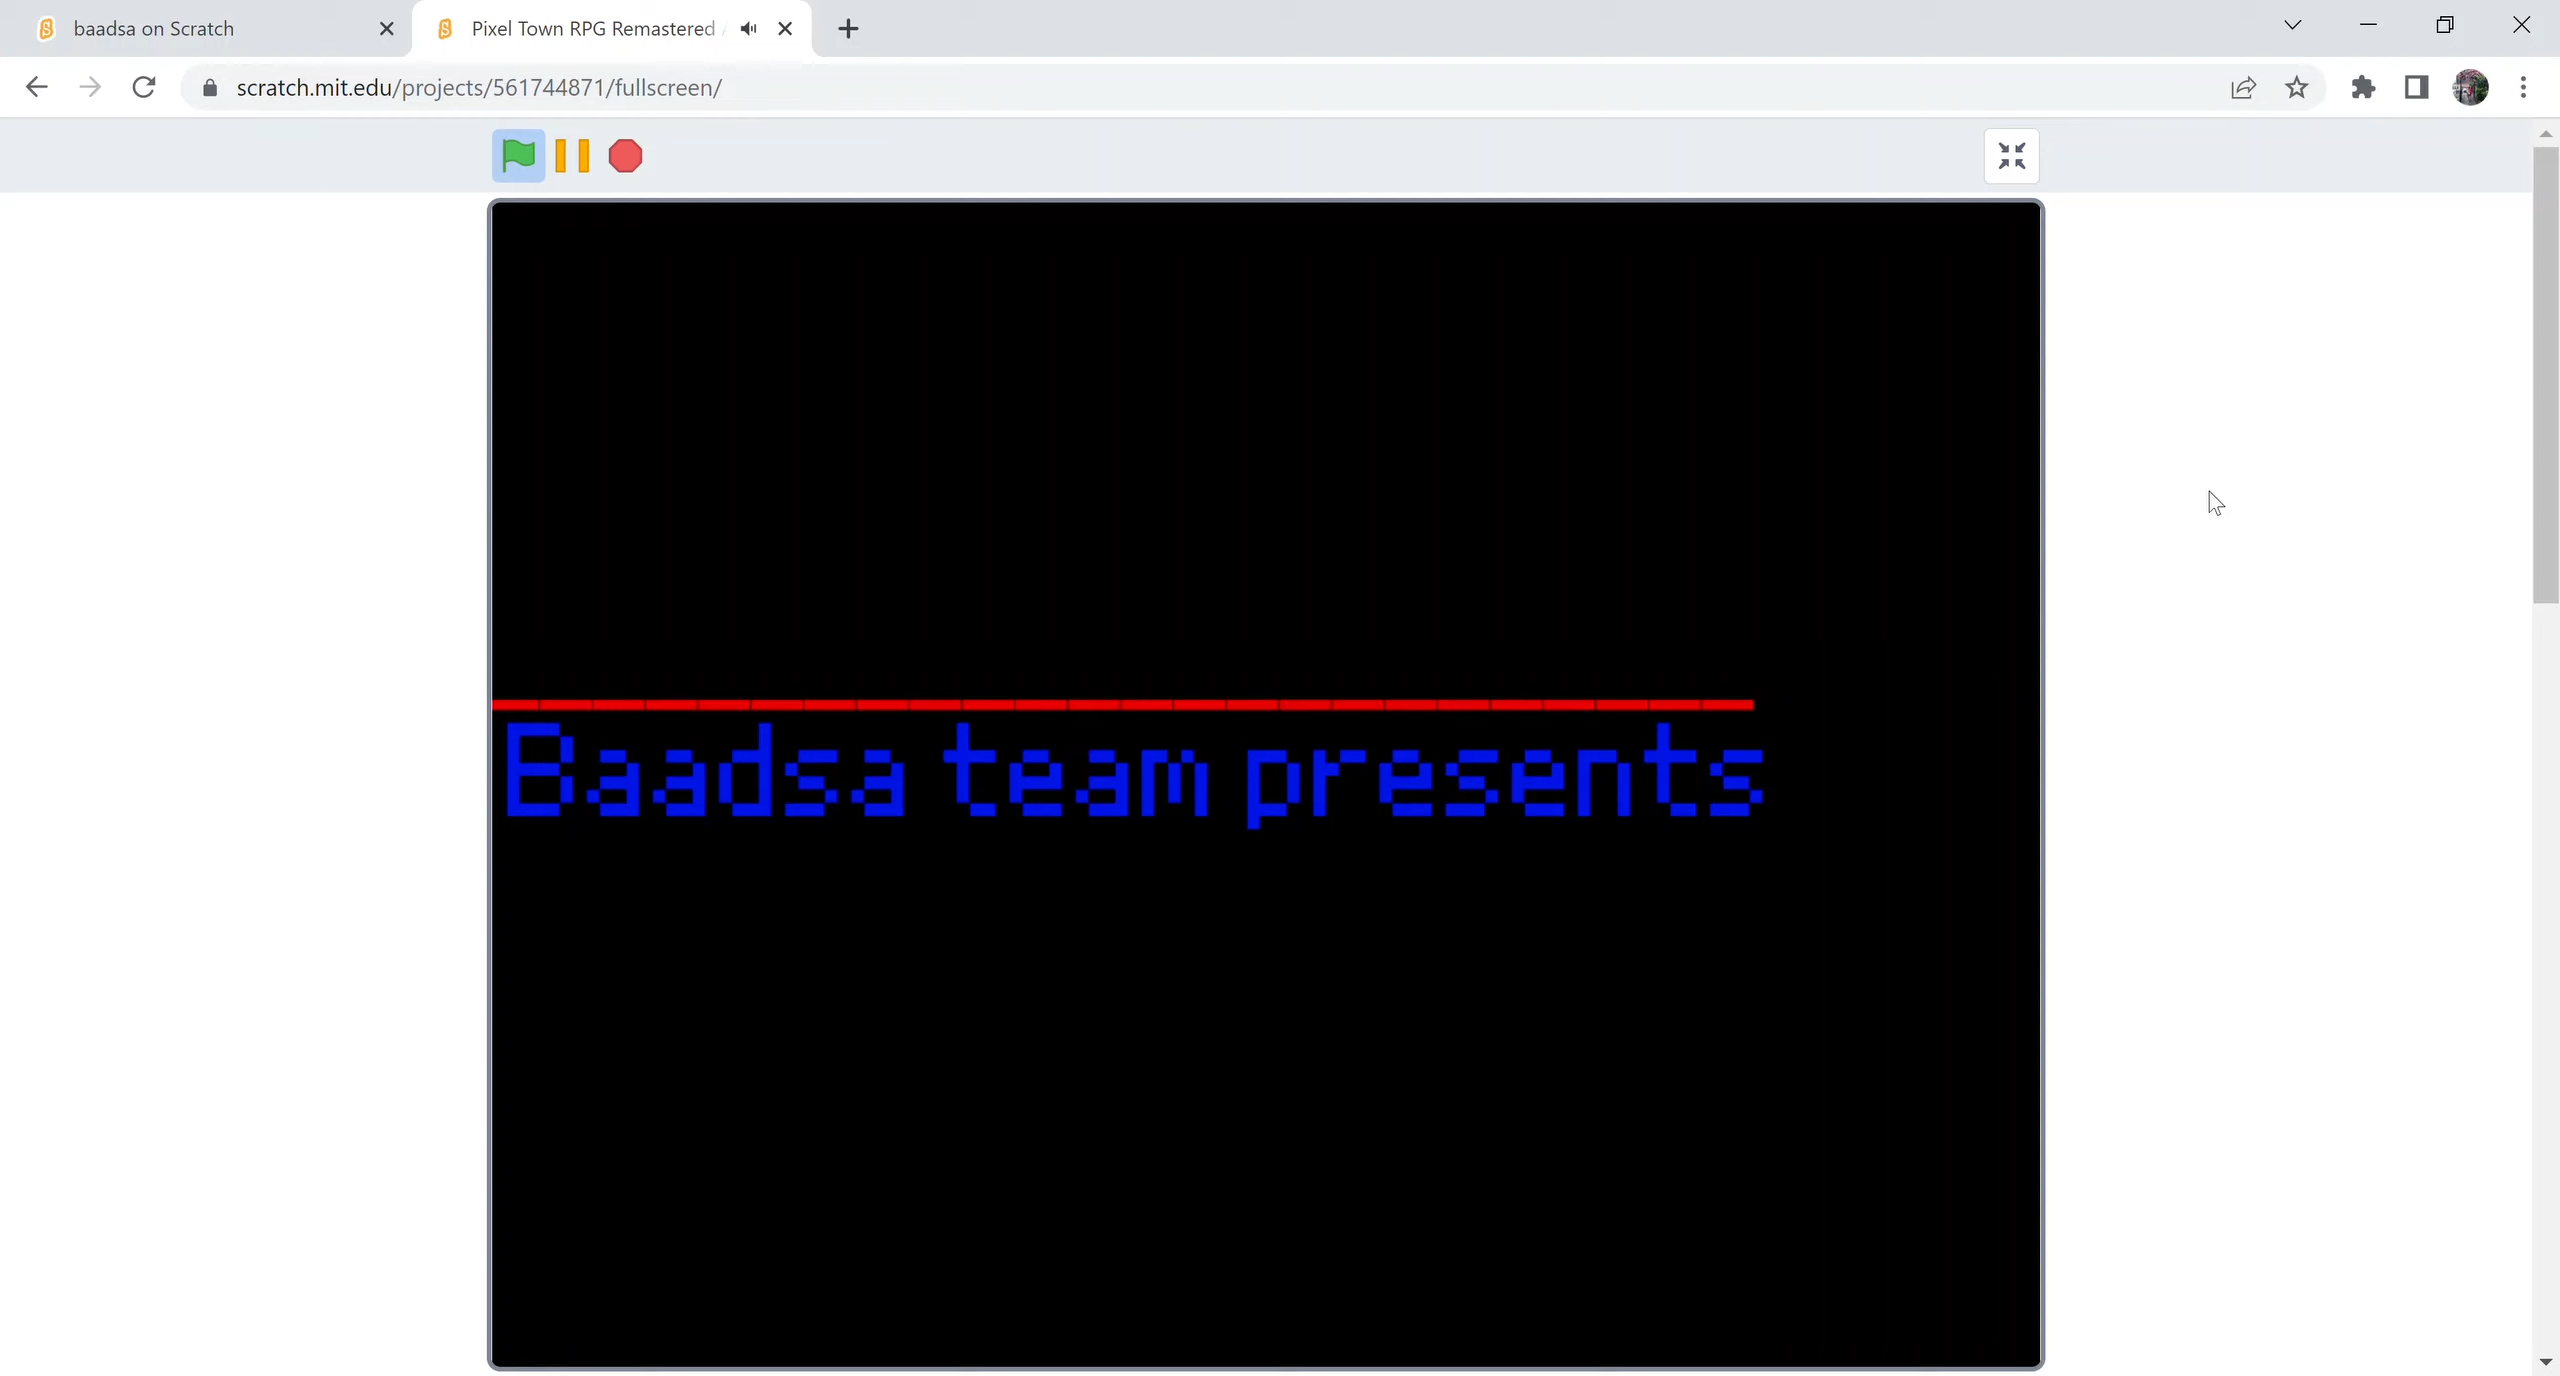 baadsa on Scratch
Pixel Town RPG Remastered
scratch.mit.edu/projects/561744871/fullscreen/
Baadsa team presents